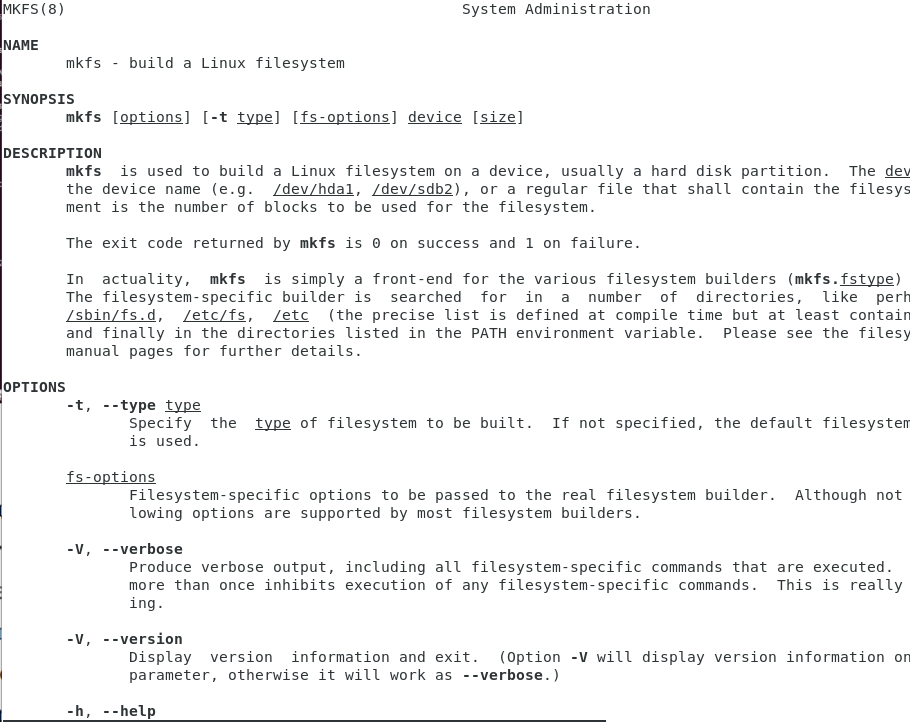 MKFS(8) System Administration
NAME
mkfs - build a Linux filesystem
SYNOPSIS
mkfs [options] [-t type] [fs-options] device [size]
DESCRIPTION
mkfs is used to build a Linux filesystem on a device, usually a hard disk partition. The dev
the device name (e.g. /dev/hda1, /dev/sdb2), or a regular file that shall contain the filesys
ment is the number of blocks to be used for the filesystem.
The exit code returned by mkfs is 0 on success and 1 on failure.
In actuality, mkfs is simply a front-end for the various filesystem builders (mkfs.fstype)
The filesystem-specific builder is searched for in a number of directories, like perh
/sbin/fs.d, /etc/fs, /etc (the precise list is defined at compile time but at least contain
and finally in the directories listed in the PATH environment variable. Please see the filesy
manual pages for further details.
OPTIONS
-t, --type type
Specify the type of filesystem to be built. If not specified, the default filesystem
is used.
fs-options
Filesystem-specific options to be passed to the real filesystem builder. Although not
lowing options are supported by most filesystem builders.
-V, --verbose
Produce verbose output, including all filesystem-specific commands that are executed.
more than once inhibits execution of any filesystem-specific commands. This is really
ing.
-V, --version
Display version information and exit. (Option -V will display version information on
parameter, otherwise it will work as --verbose.)
-h, --help